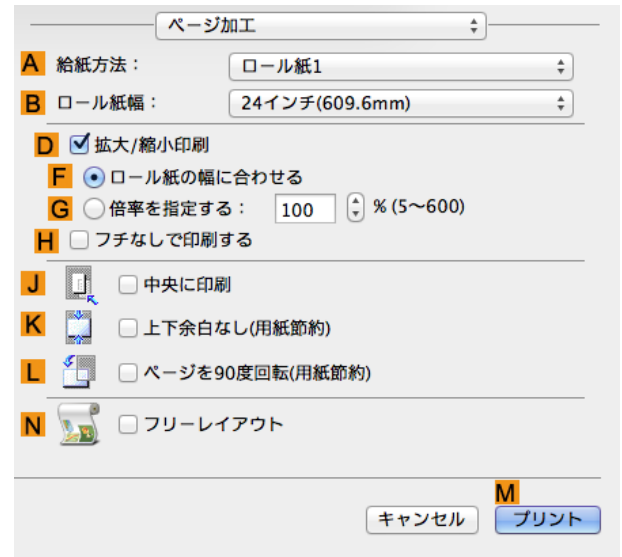 ページ加工
A 給紙方法： ロール紙1
B ロール紙幅： 24インチ(609.6mm)
D 拡大/縮小印刷
F ロール紙の幅に合わせる
G 倍率を指定する： 100 % (5～600)
H フチなしで印刷する
J 中央に印刷
K 上下余白なし(用紙節約)
L ページを90度回転(用紙節約)
N フリーレイアウト
M
キャンセル プリント